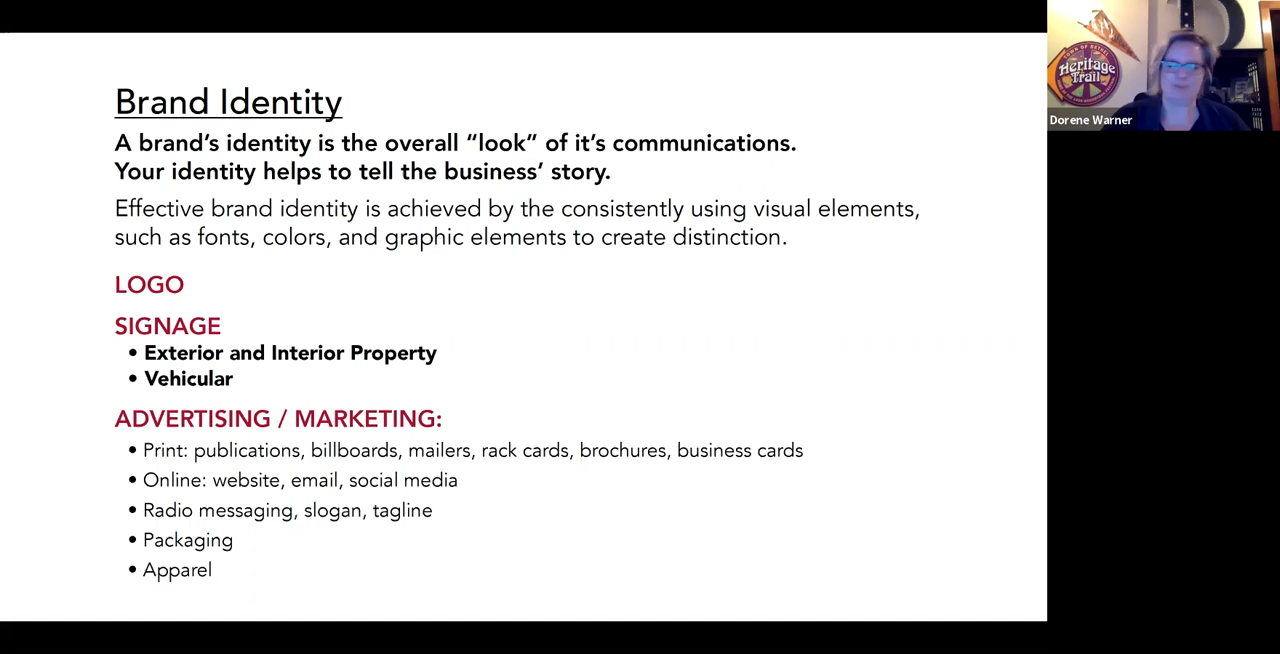 Brand Identity
A brand's identity is the overall “look” of it's communications.
Your identity helps to tell the business' story.
Effective brand identity is achieved by the consistently using visual elements,
such as fonts, colors, and graphic elements to create distinction.
LOGO
SIGNAGE
• Exterior and Interior Property
• Vehicular
ADVERTISING / MARKETING:
• Print: publications, billboards, mailers, rack cards, brochures, business cards
• Online: website, email, social media
• Radio messaging, slogan, tagline
• Packaging
• Apparel
TOWN OF BETHEL
Heritage
Trail
Dorene Warner